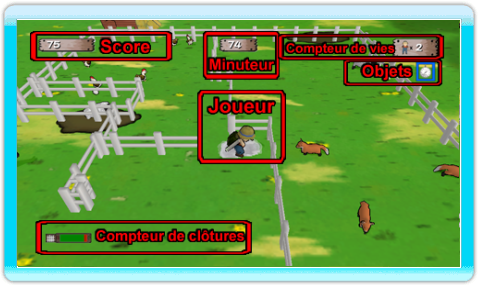 75 Score
74
Minuteur
Compteur de vies 2
Objets
Joueur
Compteur de clôtures